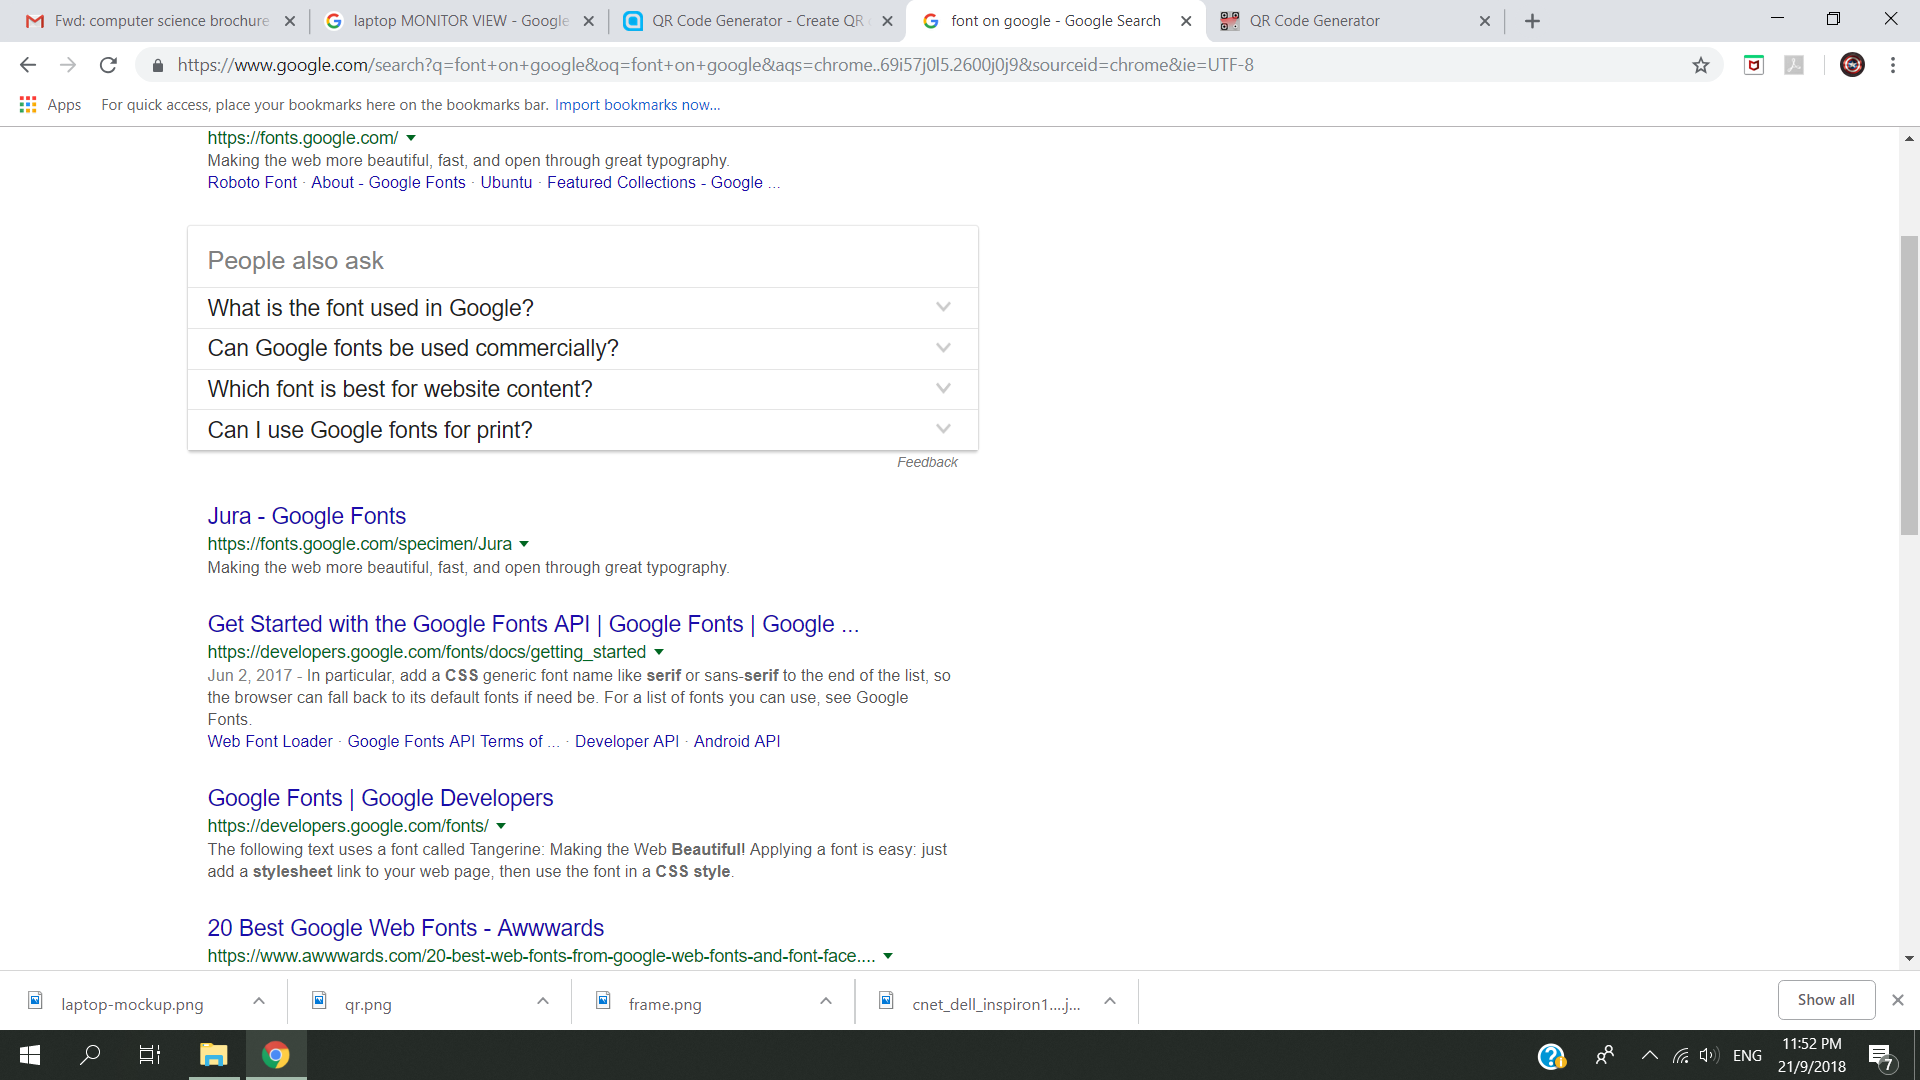 Fwd: computer science brochure
laptop MONITOR VIEW - Google
QR Code Generator - Create QR
font on google - Google Search
QR Code Generator
https://www.google.com/search?q=font+on+google&oq=font+on+google&aqs=chrome..69i57j0l5.2600j0j9&sourceid=chrome&ie=UTF-8
Apps For quick access, place your bookmarks here on the bookmarks bar. Import bookmarks now...
https://fonts.google.com/
Making the web more beautiful, fast, and open through great typography.
Roboto Font · About - Google Fonts · Ubuntu · Featured Collections - Google ...
People also ask
What is the font used in Google?
Can Google fonts be used commercially?
Which font is best for website content?
Can I use Google fonts for print?
Feedback
Jura - Google Fonts
https://fonts.google.com/specimen/Jura
Making the web more beautiful, fast, and open through great typography.
Get Started with the Google Fonts API | Google Fonts | Google ...
https://developers.google.com/fonts/docs/getting_started
Jun 2, 2017 - In particular, add a CSS generic font name like serif or sans-serif to the end of the list, so
the browser can fall back to its default fonts if need be. For a list of fonts you can use, see Google
Fonts.
Web Font Loader · Google Fonts API Terms of ... · Developer API · Android API
Google Fonts | Google Developers
https://developers.google.com/fonts/
The following text uses a font called Tangerine: Making the Web Beautiful! Applying a font is easy: just
add a stylesheet link to your web page, then use the font in a CSS style.
20 Best Google Web Fonts - Awwwards
https://www.awwwards.com/20-best-web-fonts-from-google-web-fonts-and-font-face....
laptop-mockup.png
qr.png
frame.png
cnet_dell_inspiron1....j...
Show all
ENG
11:52 PM
21/9/2018
7